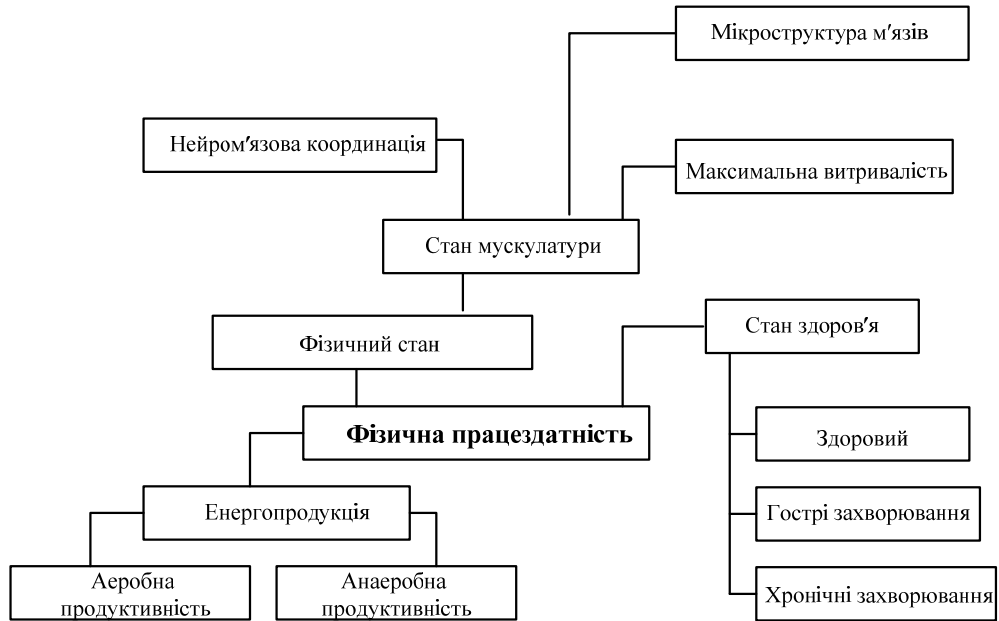 Мікроструктура м'язів
Нейром'язова координація
Максимальна витривалість
Стан мускулатури
Стан здоров'я
Фізичний стан
Фізична працездатність
Здоровий
Енергопродукція
Гострі захворювання
Аеробна
продуктивність
Анаеробна
продуктивність
Хронічні захворювання